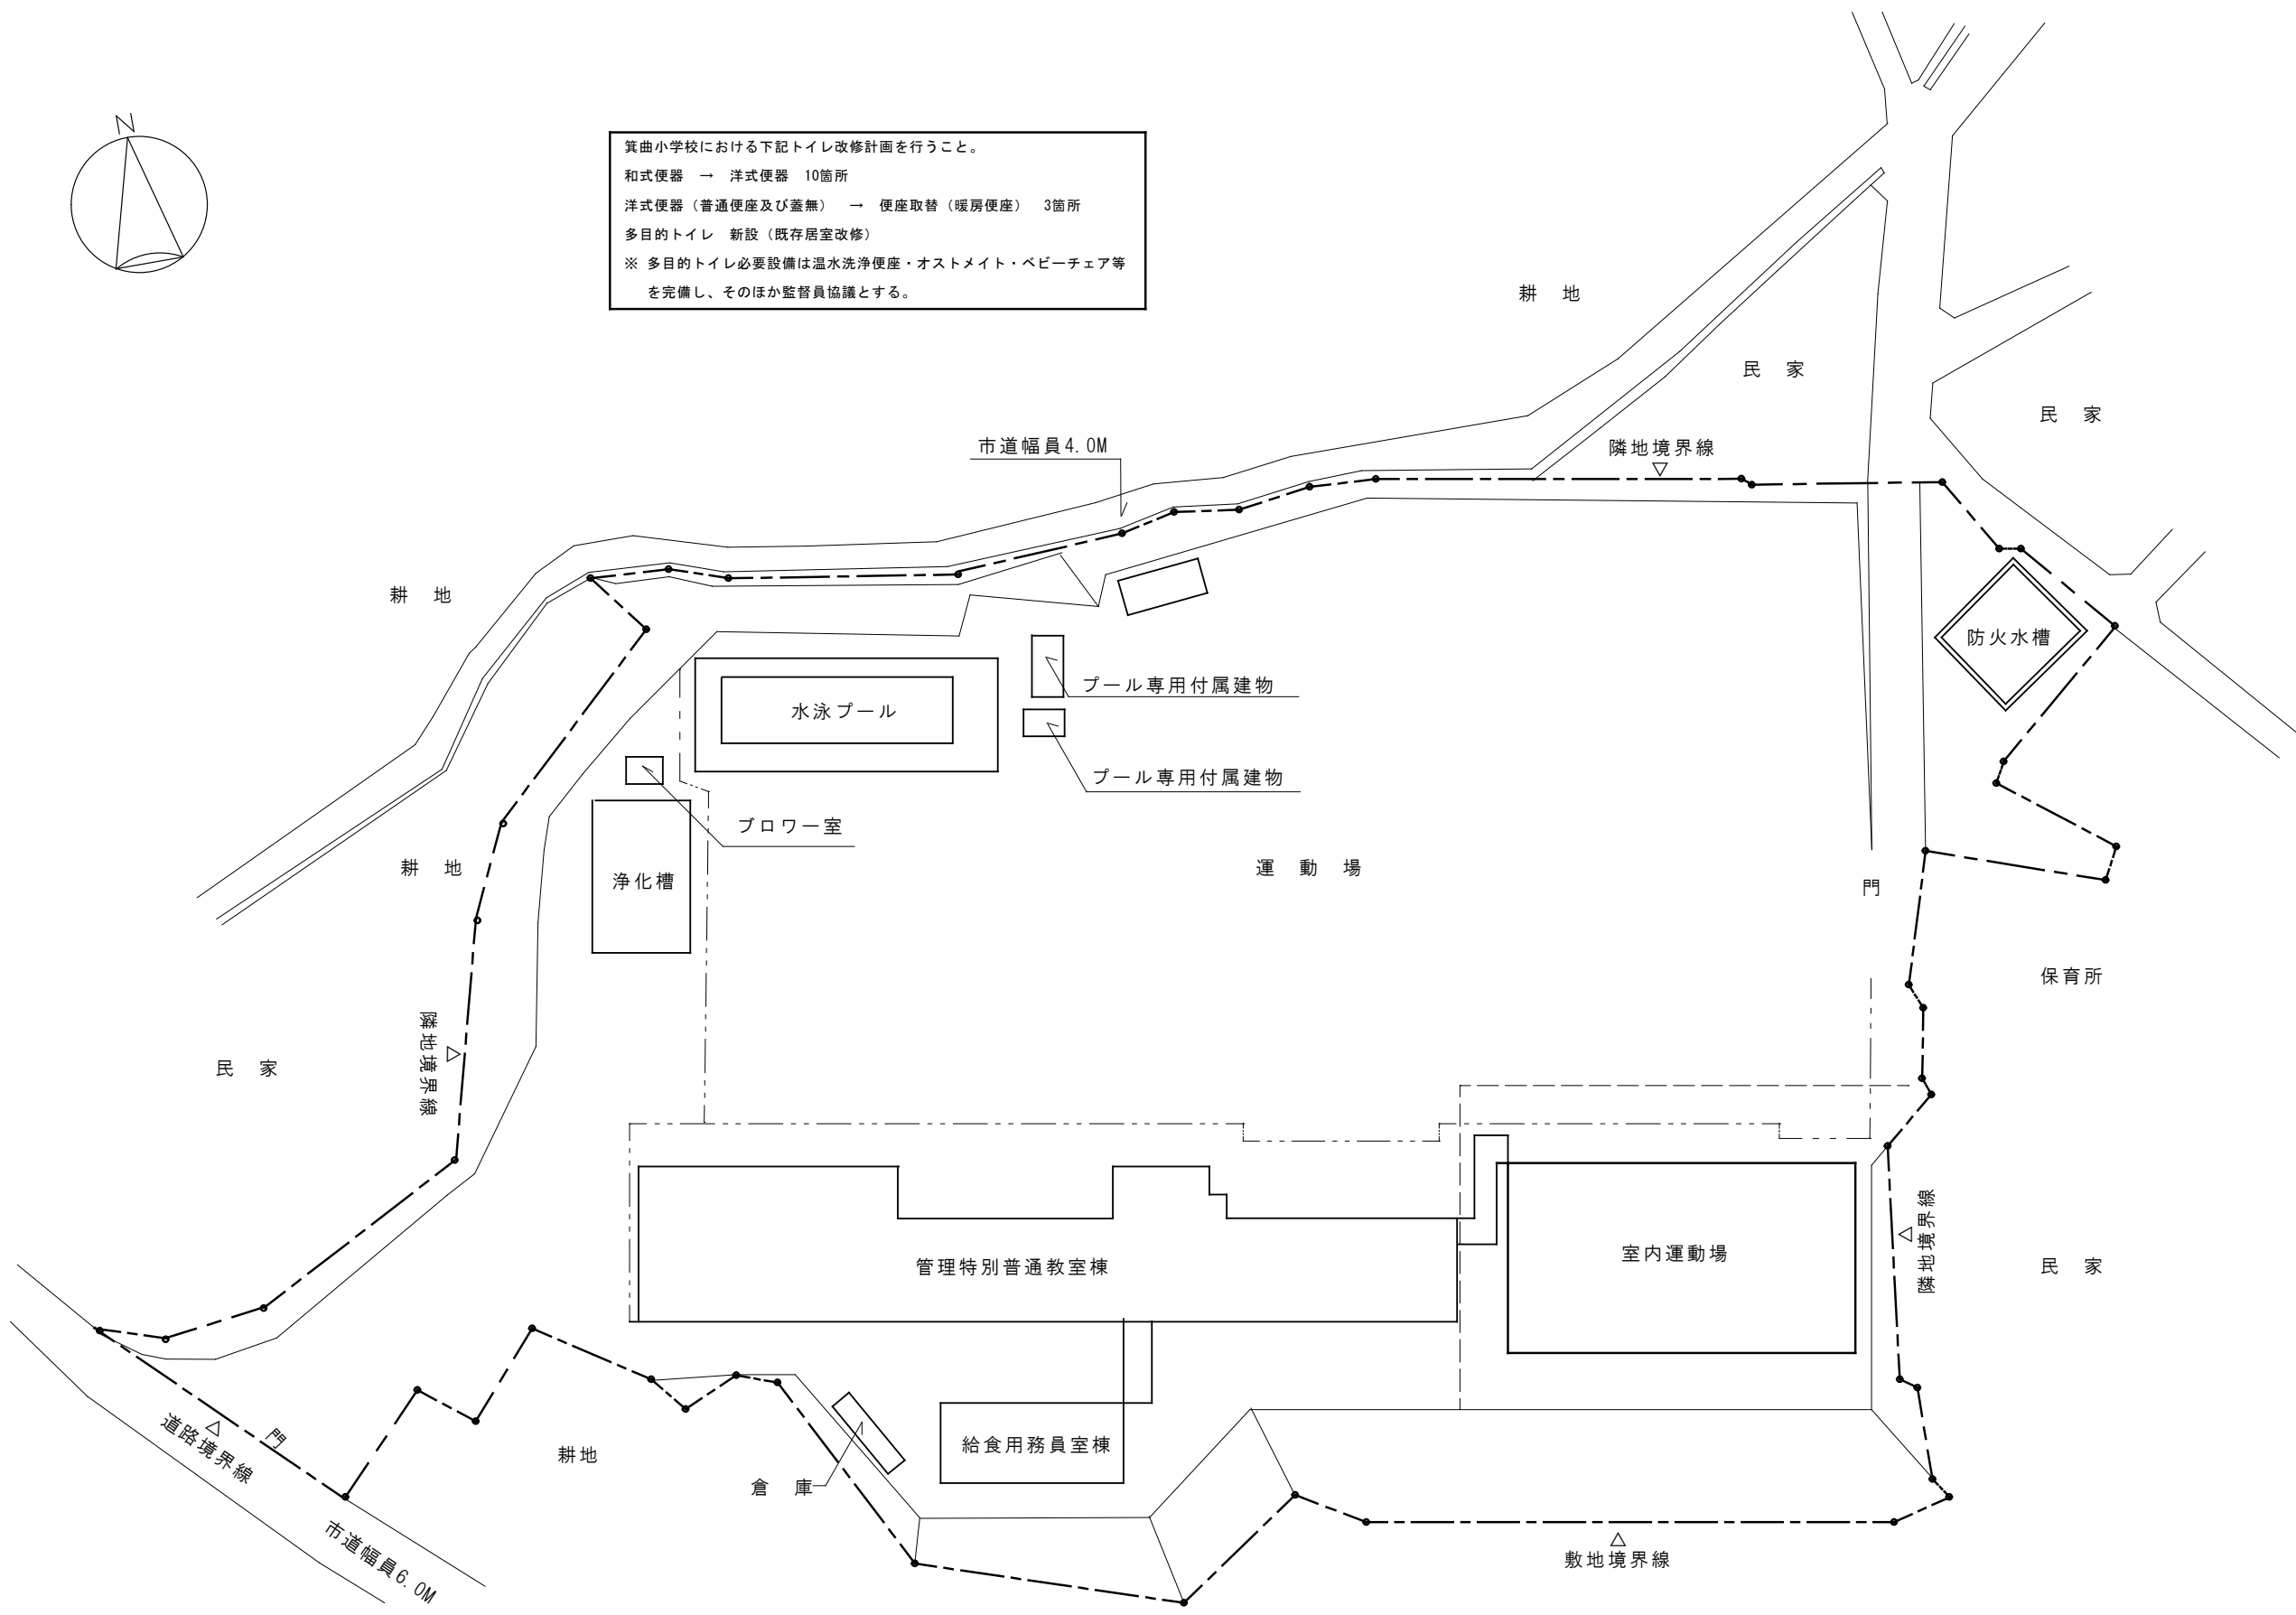 N
箕曲小学校における下記トイレ改修計画を行うこと。
和式便器　→　洋式便器　10箇所
洋式便器（普通便座及び蓋無）　→　便座取替（暖房便座）　3箇所
多目的トイレ　新設（既存居室改修）
※ 多目的トイレ必要設備は温水洗浄便座・オストメイト・ベビーチェア等
を完備し、そのほか監督員協議とする。
耕　地
民　家
民　家
市道幅員4.0M
隣地境界線
耕　地
防火水槽
プール専用付属建物
水泳プール
プール専用付属建物
ブロワー室
耕　地
浄化槽
運　動　場
門
保育所
隣地境界線
民　家
隣地境界線
管理特別普通教室棟
室内運動場
民　家
門
道路境界線
耕地
給食用務員室棟
倉　庫
市道幅員6.0M
敷地境界線